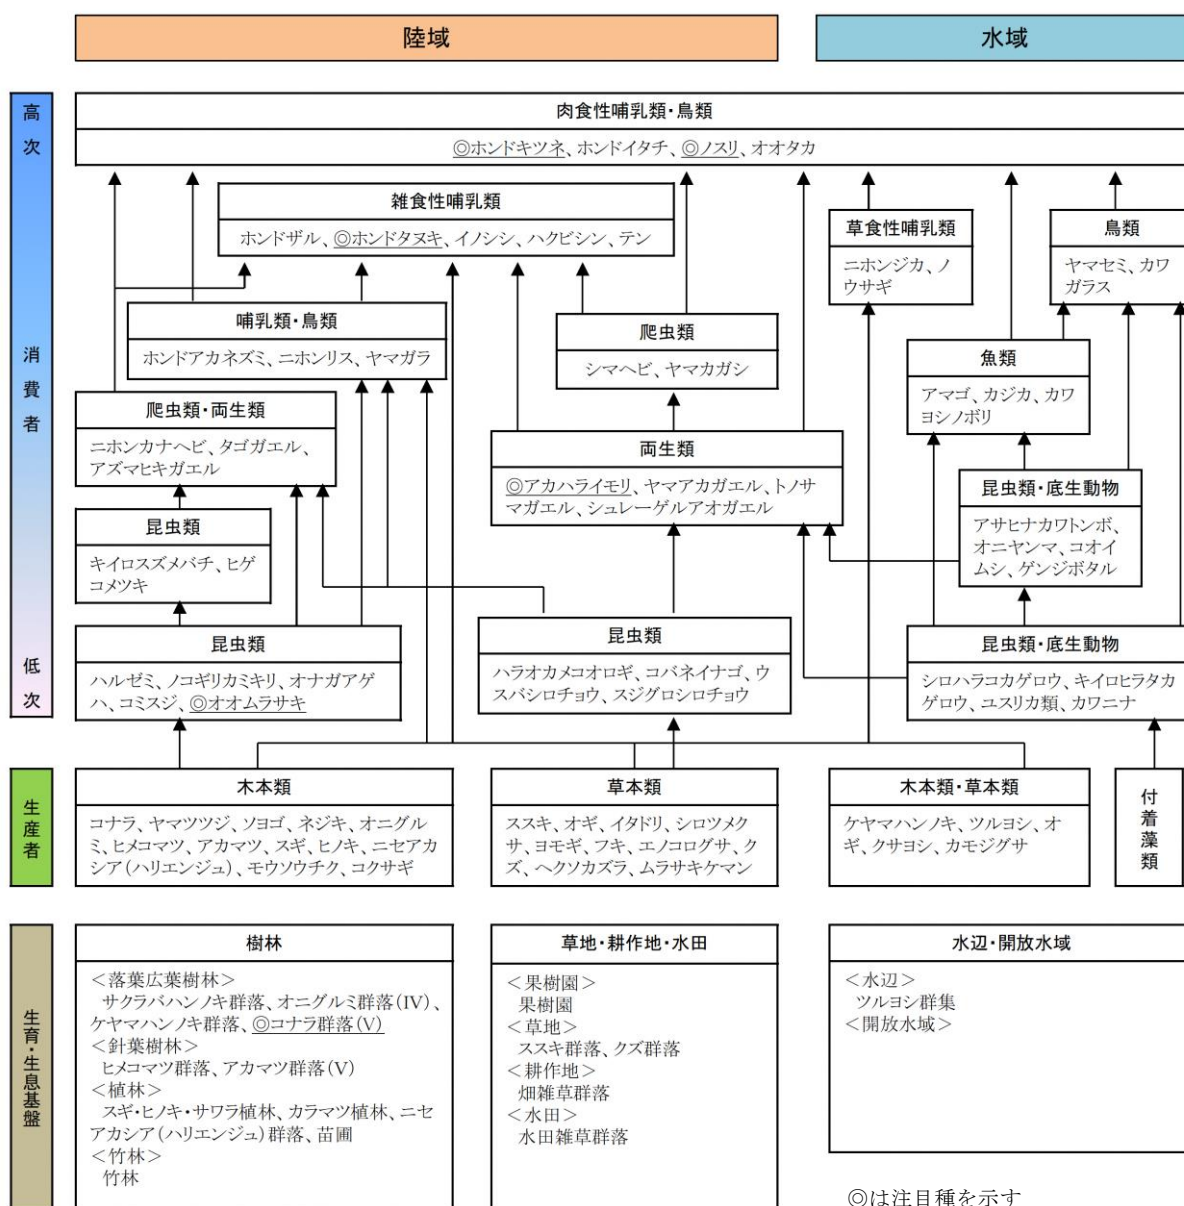 陸域
水域
高次
消費者
低次
肉食性哺乳類・鳥類
◎ホンドキツネ、ホンドイタチ、◎ノスリ、オオタカ
雑食性哺乳類
ホンドザル、◎ホンドタヌキ、イノシシ、ハクビシン、テン
草食性哺乳類
ニホンジカ、ノ
ウサギ
鳥類
ヤマセミ、カワ
ガラス
哺乳類・鳥類
ホンドアカネズミ、ニホンリス、ヤマガラ
爬虫類
シマヘビ、ヤマカガシ
魚類
アマゴ、カジカ、カワ
ヨシノボリ
爬虫類・両生類
ニホンカナヘビ、タゴガエル、
アズマヒキガエル
両生類
◎アカハライモリ、ヤマアカガエル、トノサ
マガエル、シュレーゲルアオガエル
昆虫類・底生動物
アサヒナカワトンボ、
オニヤンマ、コオイ
ムシ、ゲンジボタル
昆虫類
キイロスズメバチ、ヒゲ
コメツキ
昆虫類
ハルゼミ、ノコギリカミキリ、オナガアゲ
ハ、コミスジ、◎オオムラサキ
昆虫類
ハラオカメコオロギ、コバネイナゴ、ウ
スバシロチョウ、スジグロシロチョウ
昆虫類・底生動物
シロハラコカゲロウ、キイロヒラタカ
ゲロウ、ユスリカ類、カワニナ
生産者
木本類
コナラ、ヤマツツジ、ソヨゴ、ネジキ、オニグル
ミ、ヒメコマツ、アカマツ、スギ、ヒノキ、ニセアカ
シア(ハリエンジュ)、モウソウチク、コクサギ
草本類
ススキ、オギ、イタドリ、シロツメク
サ、ヨモギ、フキ、エノコログサ、ク
ズ、ヘクソカズラ、ムラサキケマン
木本類・草本類
ケヤマハンノキ、ツルヨシ、オ
ギ、クサヨシ、カモジグサ
付着藻類
生育・生息基盤
樹林
＜落葉広葉樹林＞
サクラバハンノキ群落、オニグルミ群落(Ⅳ)、
ケヤマハンノキ群落、◎コナラ群落(Ⅴ)
＜針葉樹林＞
ヒメコマツ群落、アカマツ群落(Ⅴ)
＜植林＞
スギ・ヒノキ・サワラ植林、カラマツ植林、ニセ
アカシア(ハリエンジュ)群落、苗圃
＜竹林＞
竹林
草地・耕作地・水田
＜果樹園＞
果樹園
＜草地＞
ススキ群落、クズ群落
＜耕作地＞
畑雑草群落
＜水田＞
水田雑草群落
水辺・開放水域
＜水辺＞
ツルヨシ群集
＜開放水域＞
◎は注目種を示す